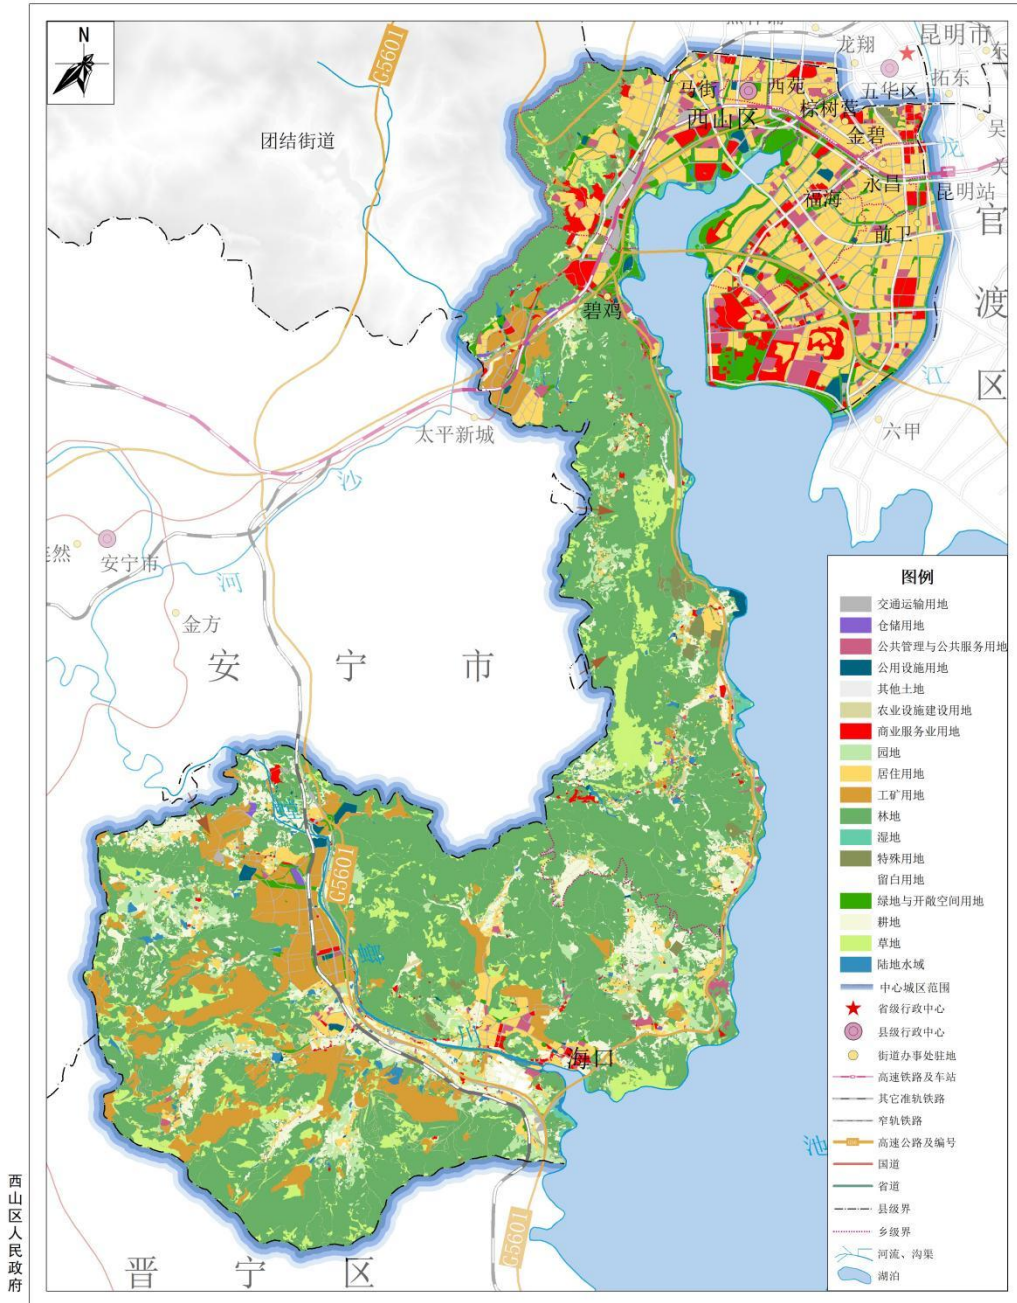 N
G5601
团结街道
龙翔
昆明市
东
拓东
五华区
马街
西苑
棕树营
西山区
金碧
吴
龙
关
永昌
昆明站
福海
前卫
官
渡
区
碧鸡
江
六甲
太平新城
沙
然
安宁市
河
金方
安 宁 市
G5601
海口
池
G5601
晋 宁 区
西山区人民政府
图例
交通运输用地
仓储用地
公共管理与公共服务用地
公用设施用地
其他土地
农业设施建设用地
商业服务业用地
园地
居住用地
工矿用地
林地
湿地
特殊用地
留白用地
绿地与开敞空间用地
耕地
草地
陆地水域
中心城区范围
省级行政中心
县级行政中心
街道办事处驻地
高速铁路及车站
其它准轨铁路
窄轨铁路
高速公路及编号
国道
省道
县级界
乡级界
河流、沟渠
湖泊